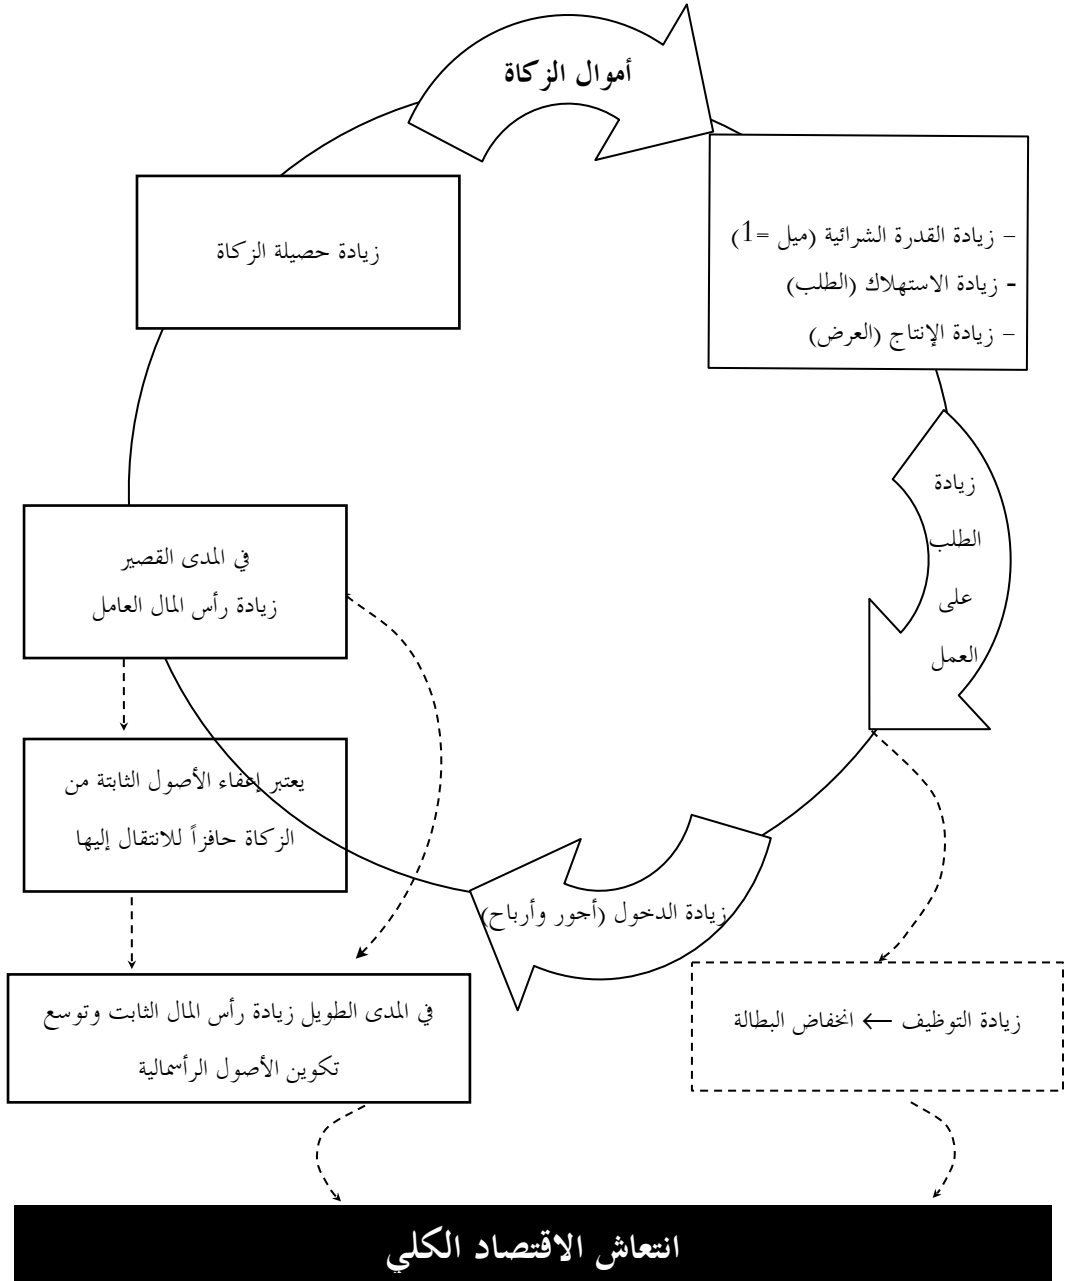 أموال الزكاة
– زيادة القدرة الشرائية (ميل =1)
- زيادة الاستهلاك (الطلب)
– زيادة الإنتاج (العرض)
زيادة
الطلب
على
العمل
زيادة الدخول (أجور وأرباح)
زيادة التوظيف ← انخفاض البطالة
زيادة حصيلة الزكاة
في المدى القصير
زيادة رأس المال العامل
يعتبر إعفاء الأصول الثابتة من
الزكاة حافزاً للانتقال إليها
في المدى الطويل زيادة رأس المال الثابت وتوسع
تكوين الأصول الرأسمالية
انتعاش الاقتصاد الكلي